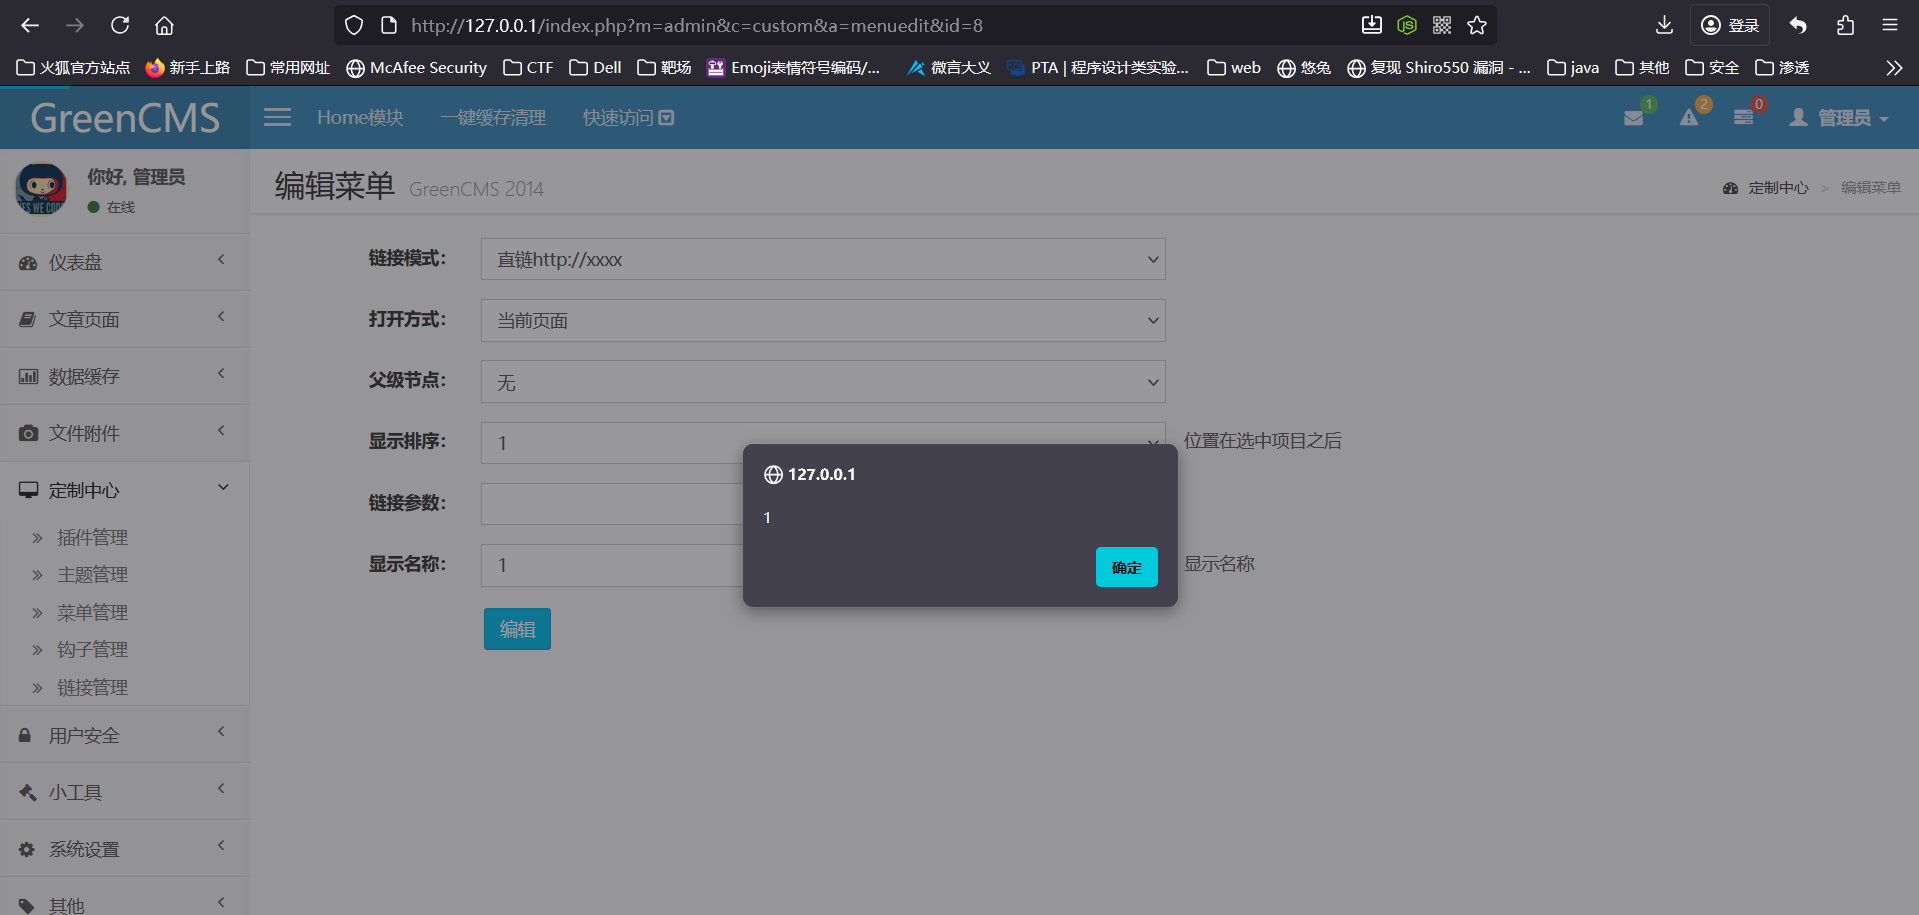 http://127.0.0.1/index.php?m=admin&c=custom&a=menuedit&id=8
登录
火狐官方站点 新手上路 常用网址 McAfee Security CTF Dell 靶场 Emoji表情符号编码/... 微言大义 PTA | 程序设计类实验... web 悠兔 复现 Shiro550 漏洞 - ... java 其他 安全 渗透
GreenCMS
Home模块 一键缓存清理 快速访问
1 2 0 管理员
你好, 管理员
在线
编辑菜单 GreenCMS 2014
定制中心 > 编辑菜单
仪表盘
文章页面
数据缓存
文件附件
定制中心
插件管理
主题管理
菜单管理
钩子管理
链接管理
用户安全
小工具
系统设置
其他
链接模式： 直链http://xxxx
打开方式： 当前页面
父级节点： 无
显示排序： 1 位置在选中项目之后
链接参数：
显示名称： 1 显示名称
编辑
127.0.0.1
1
确定